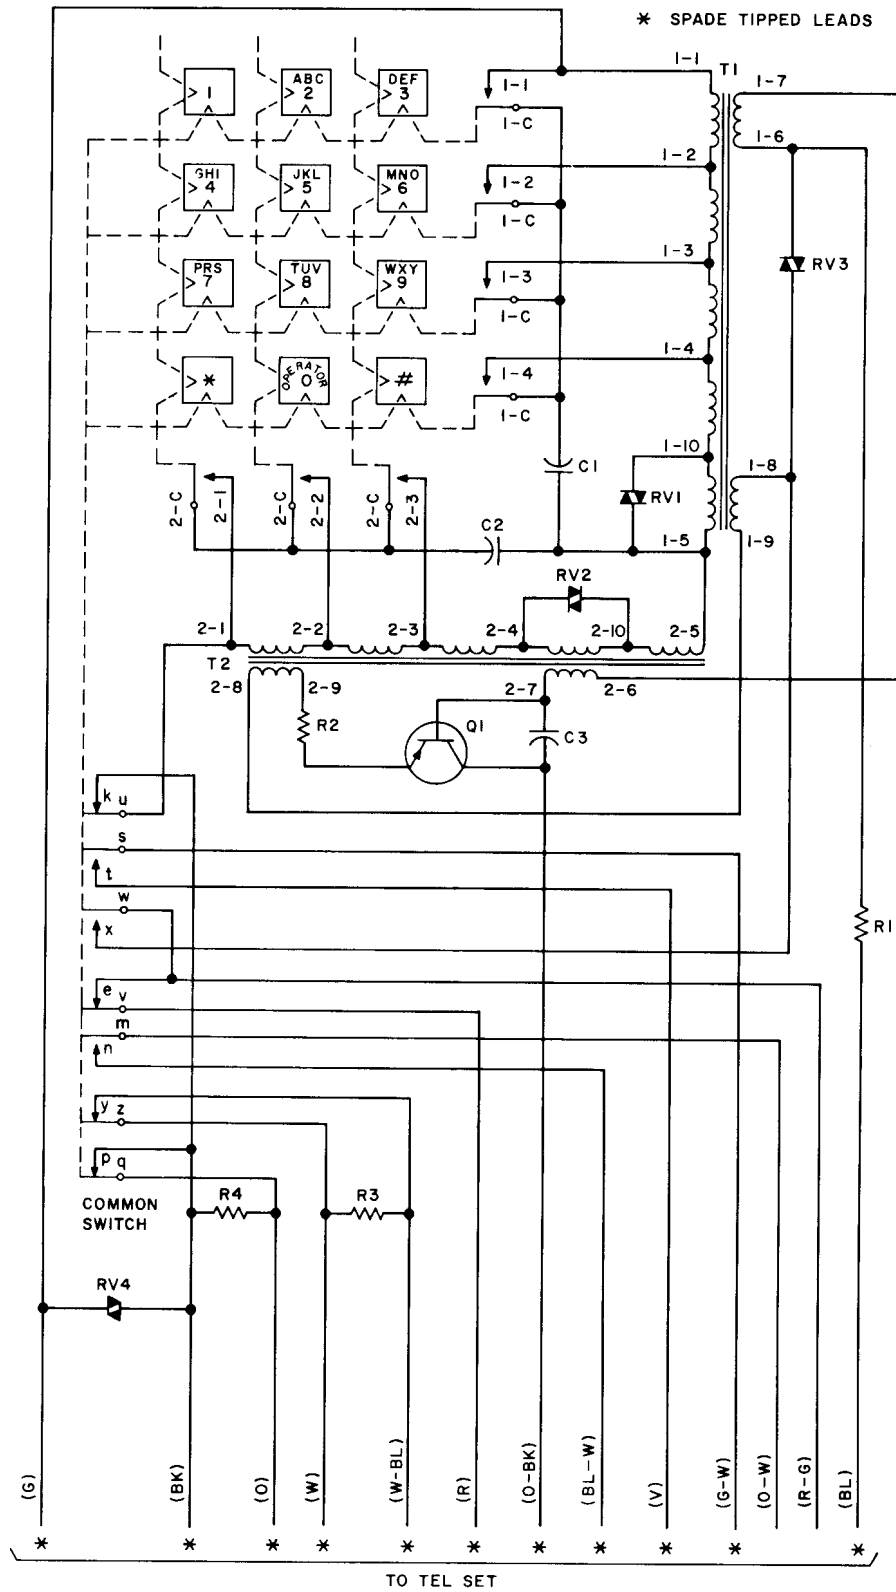 * SPADE TIPPED LEADS
1-1
T1
1-7
1
ABC
2
DEF
3
1-1
1-C
1-6
1-2
GHI
4
JKL
5
MNO
6
1-2
1-C
1-3
RV3
PRS
7
TUV
8
WXY
9
1-3
1-C
1-4
*
OPERATOR
0
#
1-4
1-C
1-10
1-8
C1
RV1
2-C
2-1
2-C
2-2
2-C
2-3
C2
1-5
1-9
RV2
2-1
2-2
2-3
2-4
2-10
2-5
T2
2-8
2-9
2-7
2-6
R2
Q1
C3
k u
s
t
w
x
R1
e v
m
n
y z
p q
COMMON
SWITCH
R4
R3
RV4
(G)
(BK)
(O)
(W)
(W-BL)
(R)
(O-BK)
(BL-W)
(V)
(G-W)
(O-W)
(R-G)
(BL)
* * * * * * * * * * * * *
TO TEL SET